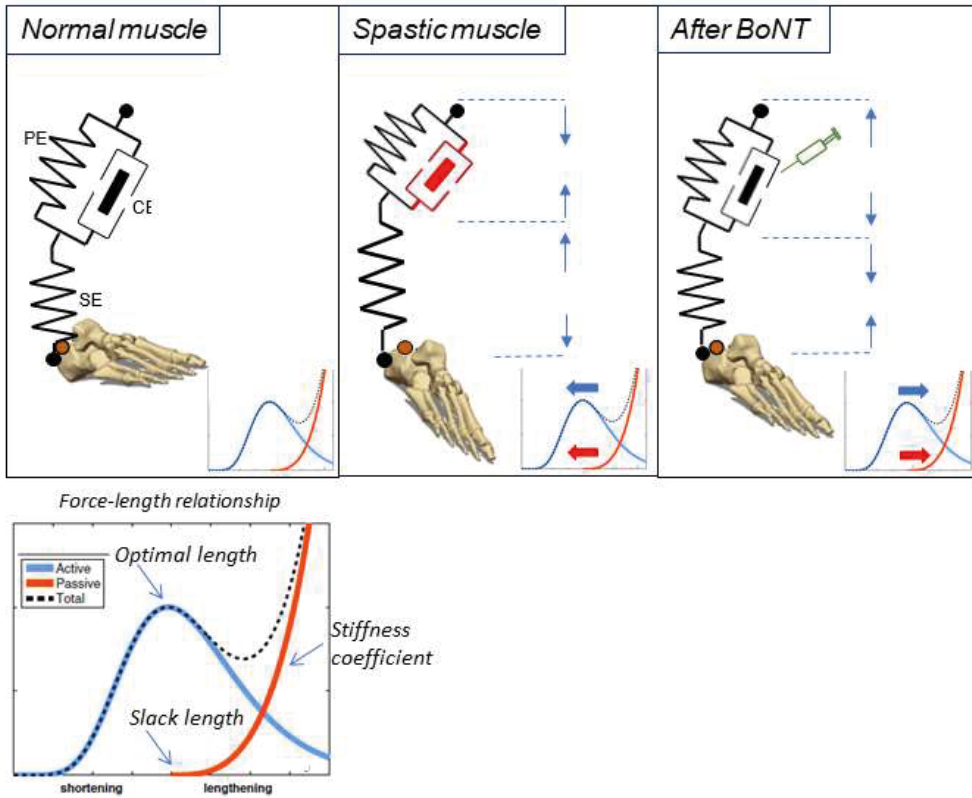 Normal muscle
Spastic muscle
After BoNT
PE
CE
SE
Force-length relationship
Optimal length
Active
Passive
Total
Stiffness
coefficient
Slack length
shortening
lengthening